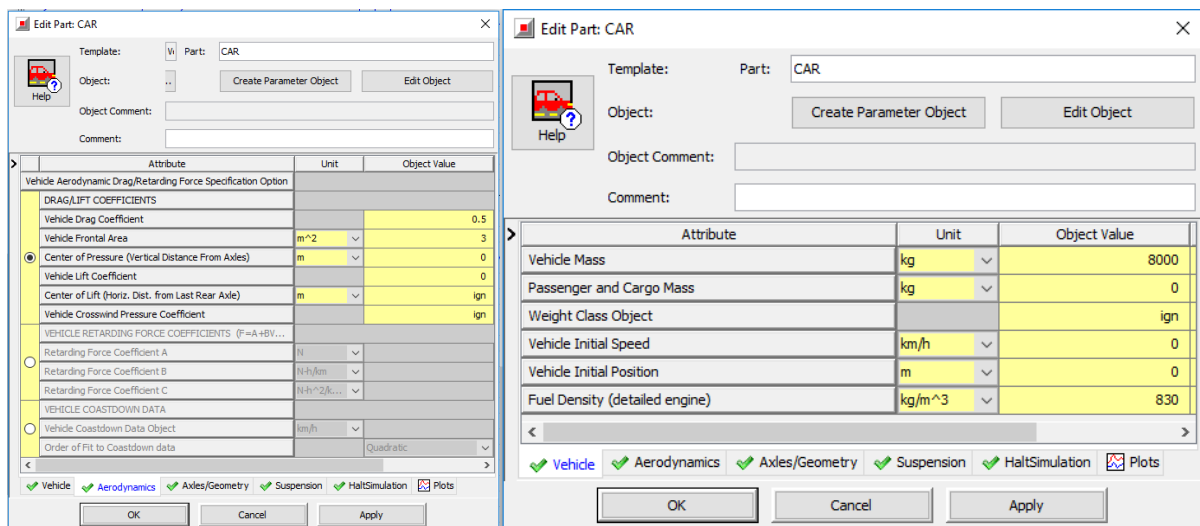 Edit Part: CAR
Template: Part: CAR
Object: .. Create Parameter Object Edit Object
Help
Object Comment:
Comment:
Attribute Unit Object Value
Vehicle Aerodynamic Drag/Retarding Force Specification Option
DRAG/LIFT COEFFICIENTS
Vehicle Drag Coefficient 0.5
Vehicle Frontal Area m^2 3
Center of Pressure (Vertical Distance From Axles) m 0
Vehicle Lift Coefficient 0
Center of Lift (Horiz. Dist. from Last Rear Axle) m ign
Vehicle Crosswind Pressure Coefficient ign
VEHICLE RETARDING FORCE COEFFICIENTS (F=A+BV...
Retarding Force Coefficient A N
Retarding Force Coefficient B N-h/km
Retarding Force Coefficient C N-h^2/k...
VEHICLE COASTDOWN DATA
Vehicle Coastdown Data Object km/h
Order of Fit to Coastdown data Quadratic
Vehicle Aerodynamics Axles/Geometry Suspension HaltSimulation Plots
OK Cancel Apply
Edit Part: CAR
Template: Part: CAR
Object: Create Parameter Object Edit Object
Help
Object Comment:
Comment:
Attribute Unit Object Value
Vehicle Mass kg 8000
Passenger and Cargo Mass kg 0
Weight Class Object ign
Vehicle Initial Speed km/h 0
Vehicle Initial Position m 0
Fuel Density (detailed engine) kg/m^3 830
Vehicle Aerodynamics Axles/Geometry Suspension HaltSimulation Plots
OK Cancel Apply